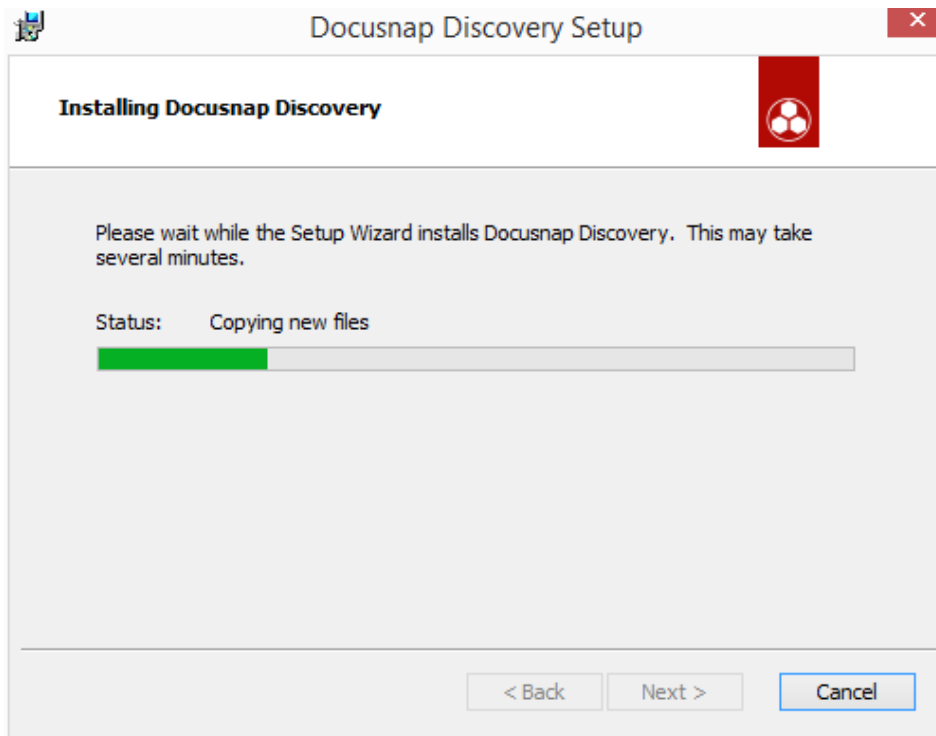 Docusnap Discovery Setup
Installing Docusnap Discovery
Please wait while the Setup Wizard installs Docusnap Discovery.  This may take
several minutes.
Status: Copying new files
< Back Next > Cancel